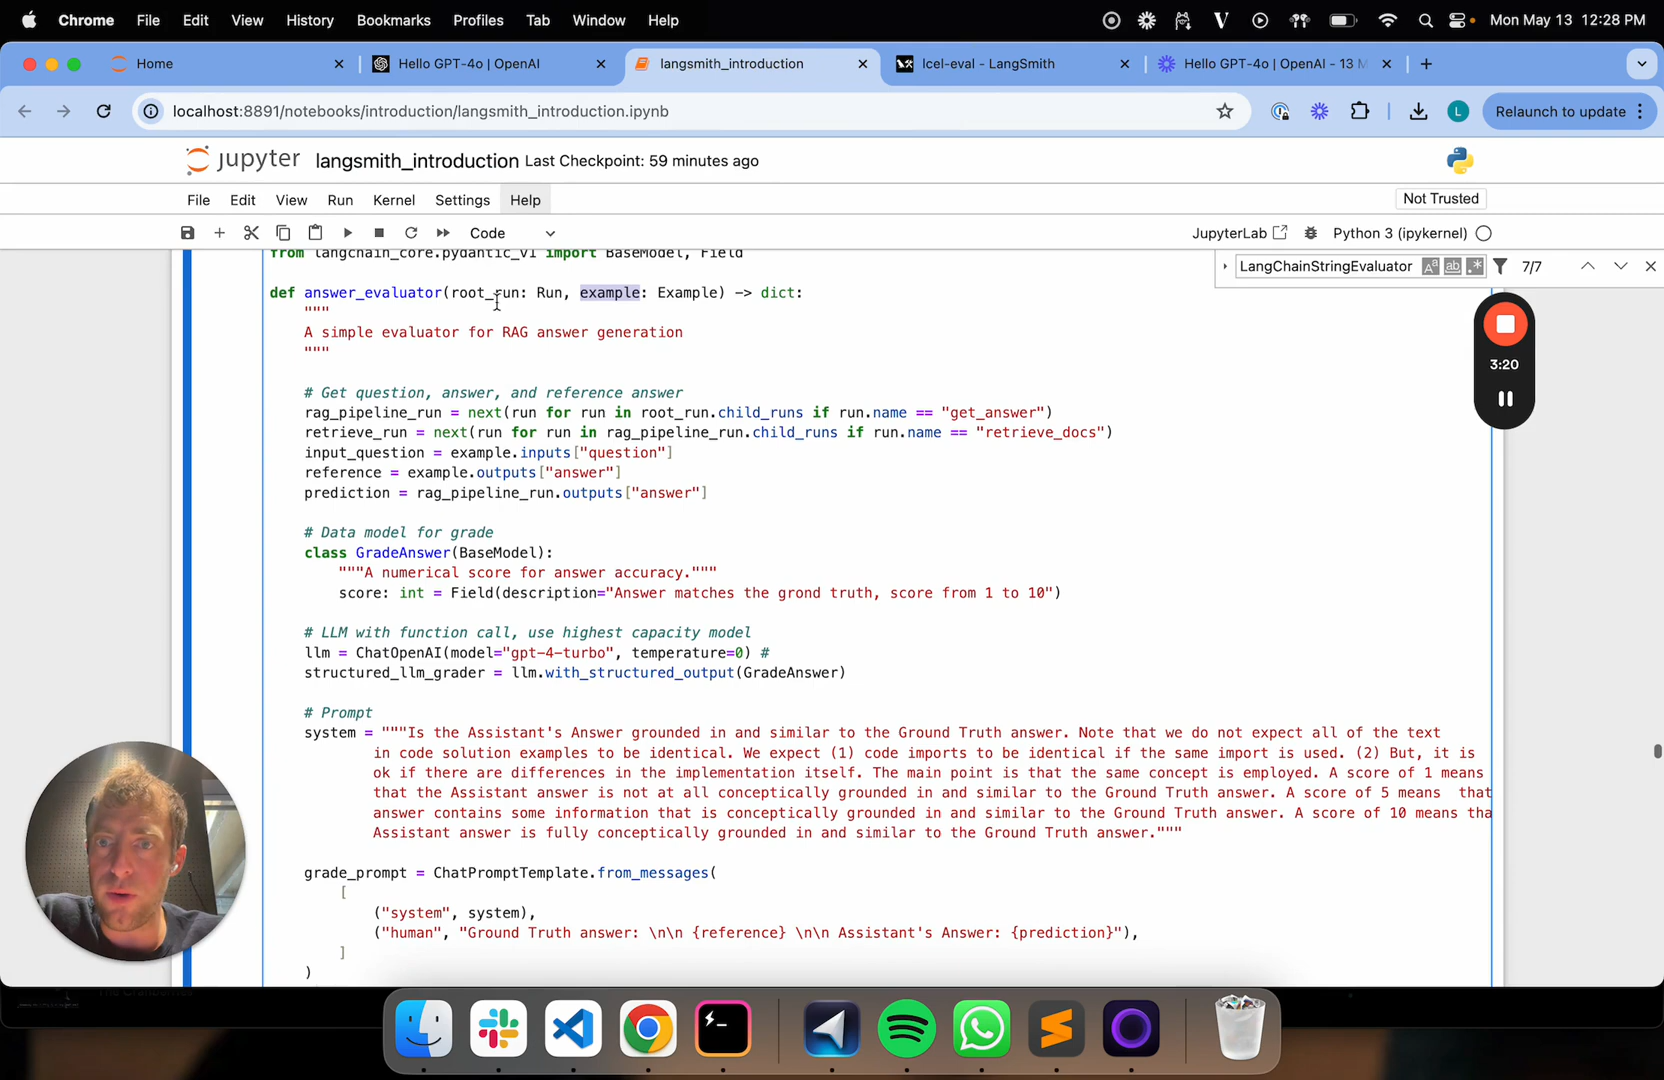 Chrome File Edit View History Bookmarks Profiles Tab Window Help Mon May 13 12:28 PM
Home Hello GPT-4o | OpenAI langsmith_introduction lcel-eval - LangSmith Hello GPT-4o | OpenAI - 13 M
localhost:8891/notebooks/introduction/langsmith_introduction.ipynb L Relaunch to update
jupyter langsmith_introduction Last Checkpoint: 59 minutes ago
File Edit View Run Kernel Settings Help Not Trusted
Code JupyterLab Python 3 (ipykernel)
LangChainStringEvaluator 7/7
from langchain_core.pydantic_v1 import BaseModel, Field
def answer_evaluator(root_run: Run, example: Example) -> dict:
"""
A simple evaluator for RAG answer generation
"""
3:20
# Get question, answer, and reference answer
rag_pipeline_run = next(run for run in root_run.child_runs if run.name == "get_answer")
retrieve_run = next(run for run in rag_pipeline_run.child_runs if run.name == "retrieve_docs")
input_question = example.inputs["question"]
reference = example.outputs["answer"]
prediction = rag_pipeline_run.outputs["answer"]
# Data model for grade
class GradeAnswer(BaseModel):
"""A numerical score for answer accuracy."""
score: int = Field(description="Answer matches the grond truth, score from 1 to 10")
# LLM with function call, use highest capacity model
llm = ChatOpenAI(model="gpt-4-turbo", temperature=0) #
structured_llm_grader = llm.with_structured_output(GradeAnswer)
# Prompt
system = """Is the Assistant's Answer grounded in and similar to the Ground Truth answer. Note that we do not expect all of the text
in code solution examples to be identical. We expect (1) code imports to be identical if the same import is used. (2) But, it is
ok if there are differences in the implementation itself. The main point is that the same concept is employed. A score of 1 means
that the Assistant answer is not at all conceptically grounded in and similar to the Ground Truth answer. A score of 5 means that
answer contains some information that is conceptically grounded in and similar to the Ground Truth answer. A score of 10 means tha
Assistant answer is fully conceptically grounded in and similar to the Ground Truth answer."""
grade_prompt = ChatPromptTemplate.from_messages(
[
("system", system),
("human", "Ground Truth answer: \n\n {reference} \n\n Assistant's Answer: {prediction}"),
]
)